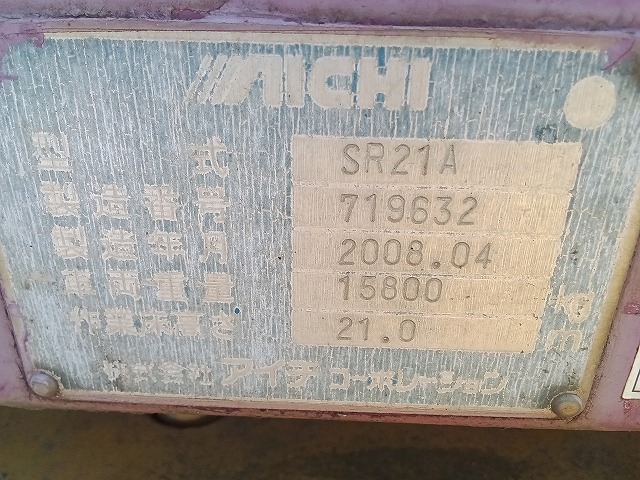 AICHI
型式 SR21A
製造番号 719632
製造年月 2008.04
車両重量 15800 kg
作業床高さ 21.0 m
株式会社 アイチ コーポレーション